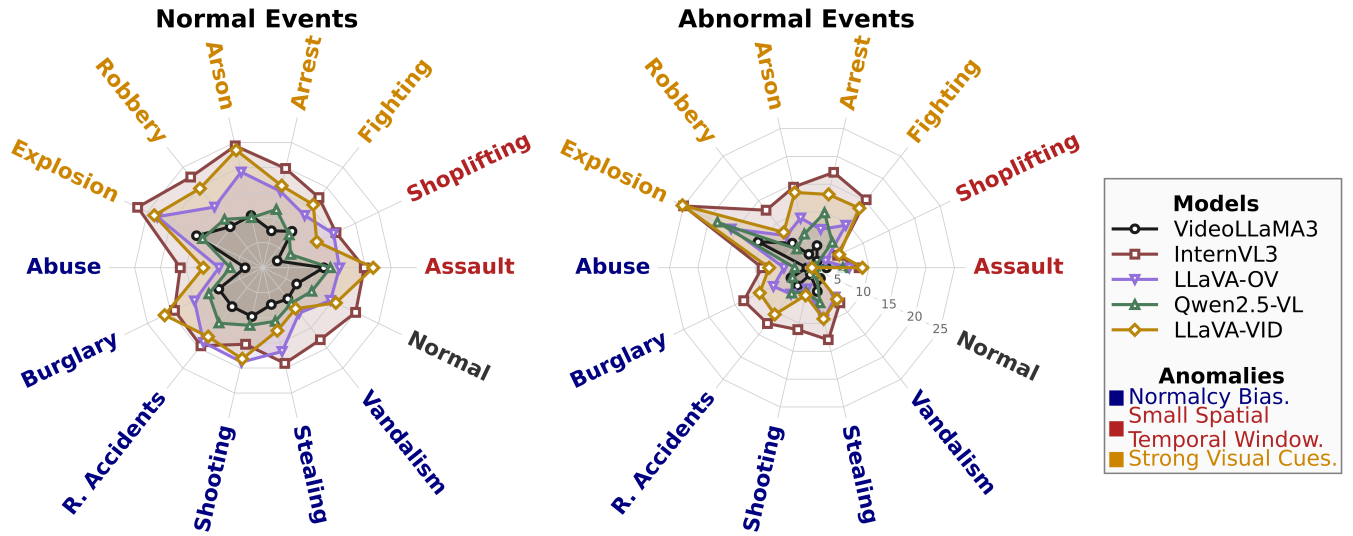 Normal Events
Abnormal Events
Arson
Arrest
Robbery
Fighting
Explosion
Shoplifting
Abuse
Assault
Burglary
Normal
R. Accidents
Vandalism
Shooting
Stealing
Arson
Arrest
Robbery
Fighting
Explosion
Shoplifting
Abuse
Assault
5
10
15
20
25
Burglary
Normal
R. Accidents
Vandalism
Shooting
Stealing
Models
VideoLLaMA3
InternVL3
LLaVA-OV
Qwen2.5-VL
LLaVA-VID
Anomalies
Normalcy Bias.
Small Spatial
Temporal Window.
Strong Visual Cues.